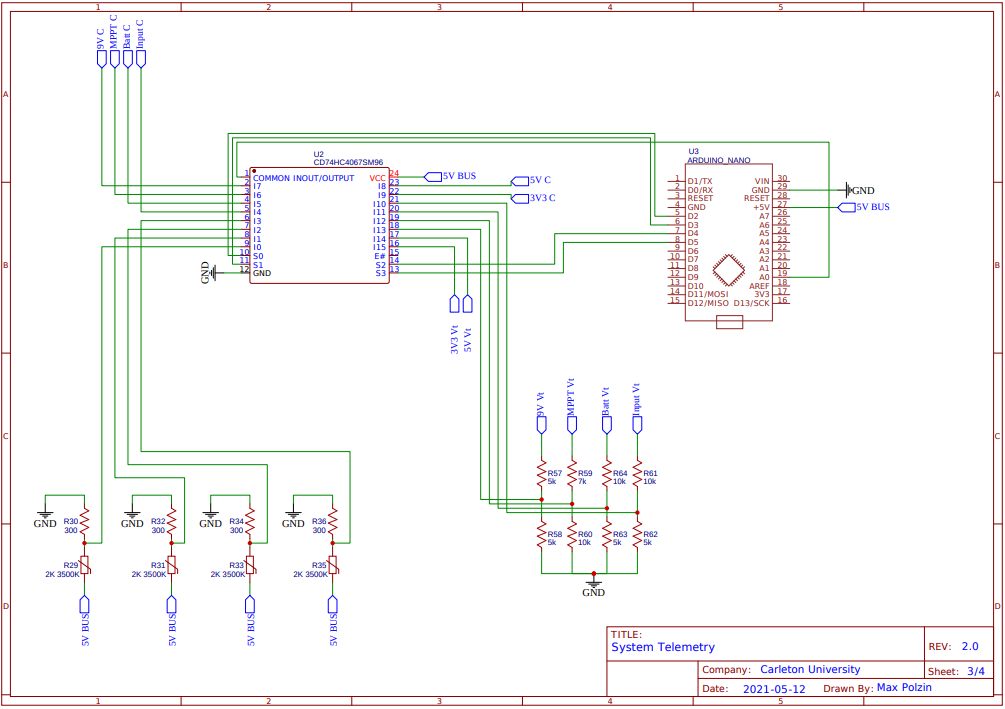 1 2 3 4 5
9V C
MPPT C
Batt C
Input C
A A
U2
CD74HC4067SM96
1 COMMON INOUT/OUTPUT VCC 24
2 I7 I8 23
3 I6 I9 22
4 I5 I10 21
5 I4 I11 20
6 I3 I12 19
7 I2 I13 18
8 I1 I14 17
9 I0 I15 16
10 S0 E# 15
11 S1 S2 14
12 GND S3 13
5V BUS
5V C
3V3 C
GND
3V3 Vt
5V Vt
U3
ARDUINO_NANO
1 D1/TX VIN 30
2 D0/RX GND 29
3 RESET RESET 28
4 GND +5V 27
5 D2 A7 26
6 D3 A6 25
7 D4 A5 24
8 D5 A4 23
9 D6 A3 22
10 D7 A2 21
11 D8 A1 20
12 D9 A0 19
13 D10 AREF 18
14 D11/MOSI 3V3 17
15 D12/MISO D13/SCK 16
GND
5V BUS
B B
9V Vt
MPPT Vt
Batt Vt
Input Vt
C C
R57
5k
R59
7k
R64
10k
R61
10k
R58
5k
R60
10k
R63
5k
R62
5k
GND
GND GND GND GND
R30
300
R32
300
R34
300
R36
300
R29
2K 3500K
R31
2K 3500K
R33
2K 3500K
R35
2K 3500K
5V BUS
5V BUS
5V BUS
5V BUS
D D
TITLE:
System Telemetry
REV: 2.0
Company: Carleton University
Sheet: 3/4
Date: 2021-05-12 Drawn By: Max Polzin
1 2 3 4 5